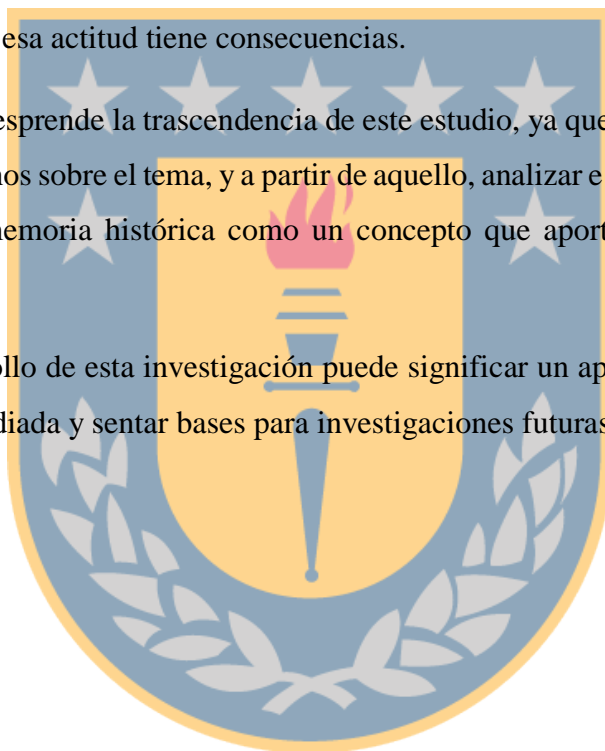 esa actitud tiene consecuencias.
esprende la trascendencia de este estudio, ya que
nos sobre el tema, y a partir de aquello, analizar e
memoria histórica como un concepto que aport
ollo de esta investigación puede significar un ap
diada y sentar bases para investigaciones futuras